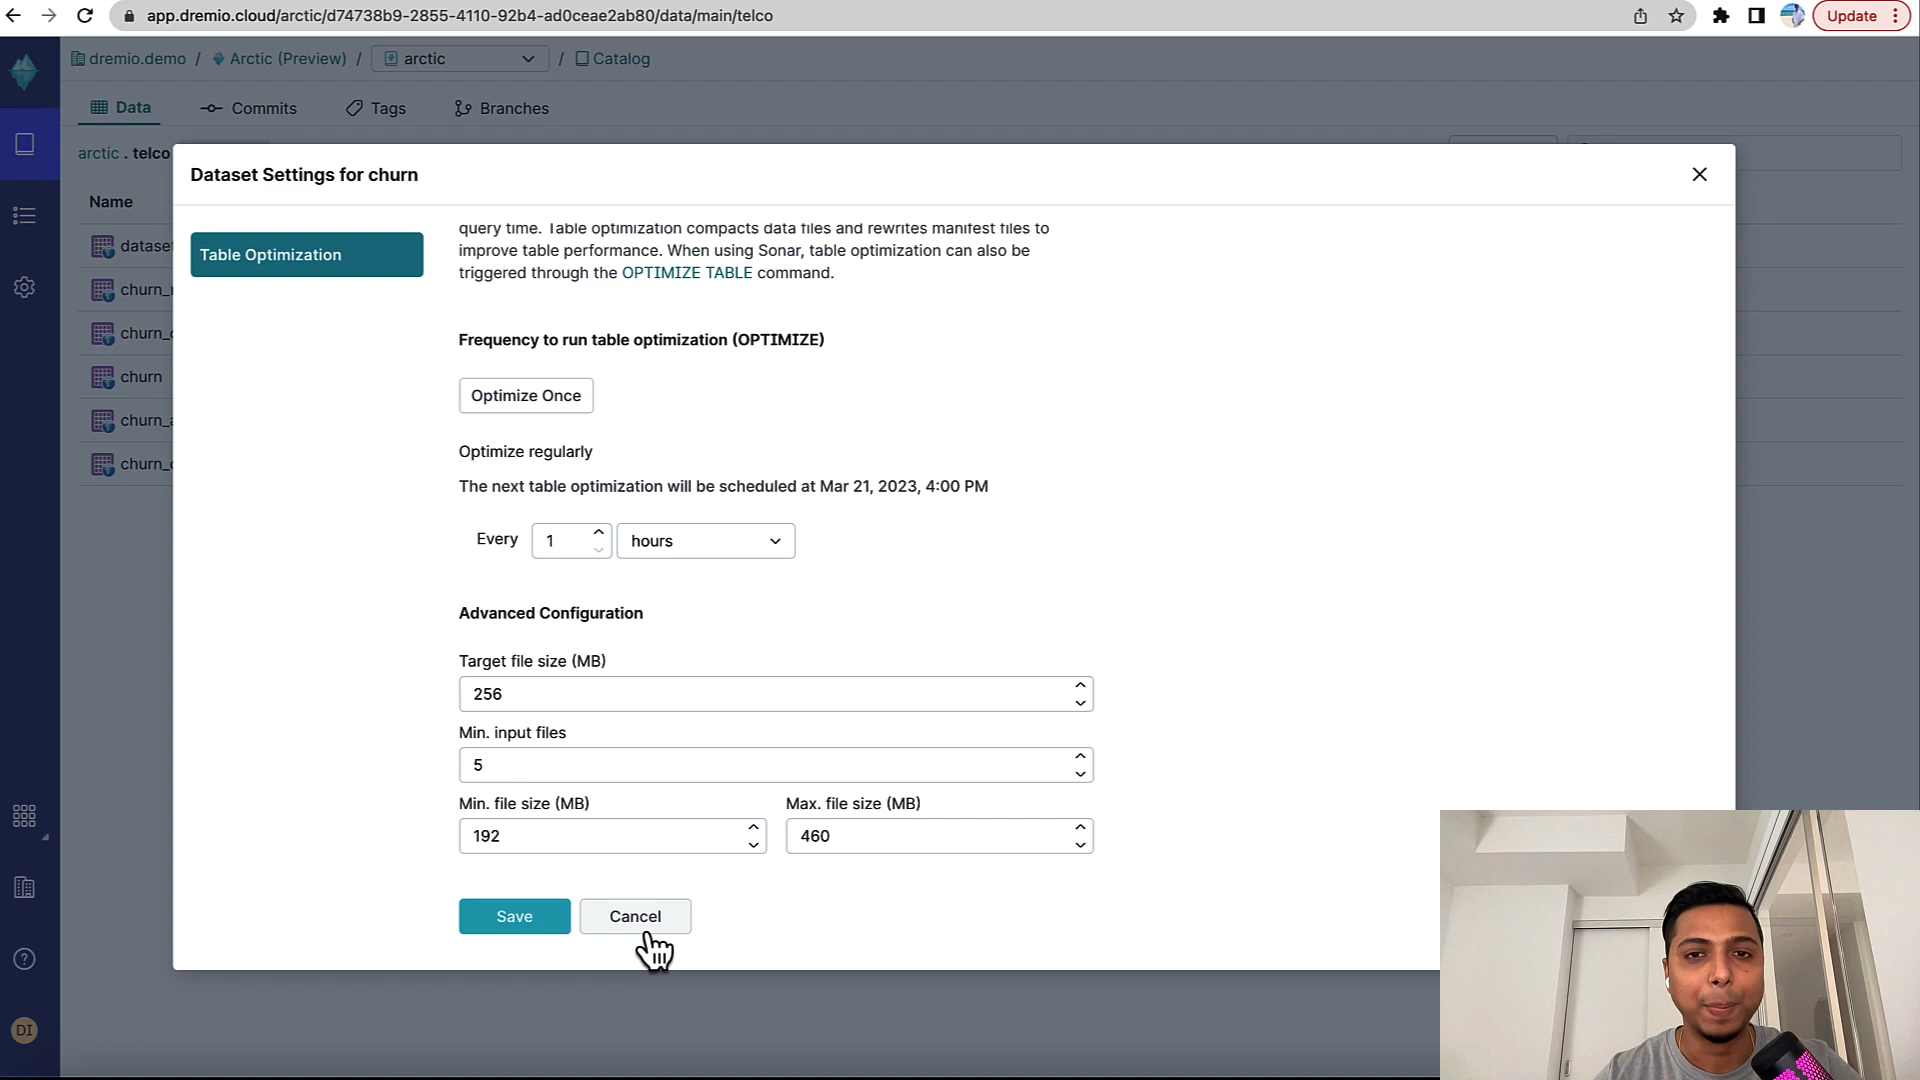 app.dremio.cloud/arctic/d74738b9-2855-4110-92b4-ad0ceae2ab80/data/main/telco
Update
dremio.demo / Arctic (Preview) / arctic / Catalog
Data Commits Tags Branches
arctic . telco
Dataset Settings for churn
Name
Table Optimization
query time. Table optimization compacts data files and rewrites manifest files to
improve table performance. When using Sonar, table optimization can also be
triggered through the OPTIMIZE TABLE command.
dataset
churn_
churn_
churn
churn_
churn_
Frequency to run table optimization (OPTIMIZE)
Optimize Once
Optimize regularly
The next table optimization will be scheduled at Mar 21, 2023, 4:00 PM
Every 1 hours
Advanced Configuration
Target file size (MB)
256
Min. input files
5
Min. file size (MB) Max. file size (MB)
192 460
Save Cancel
DI